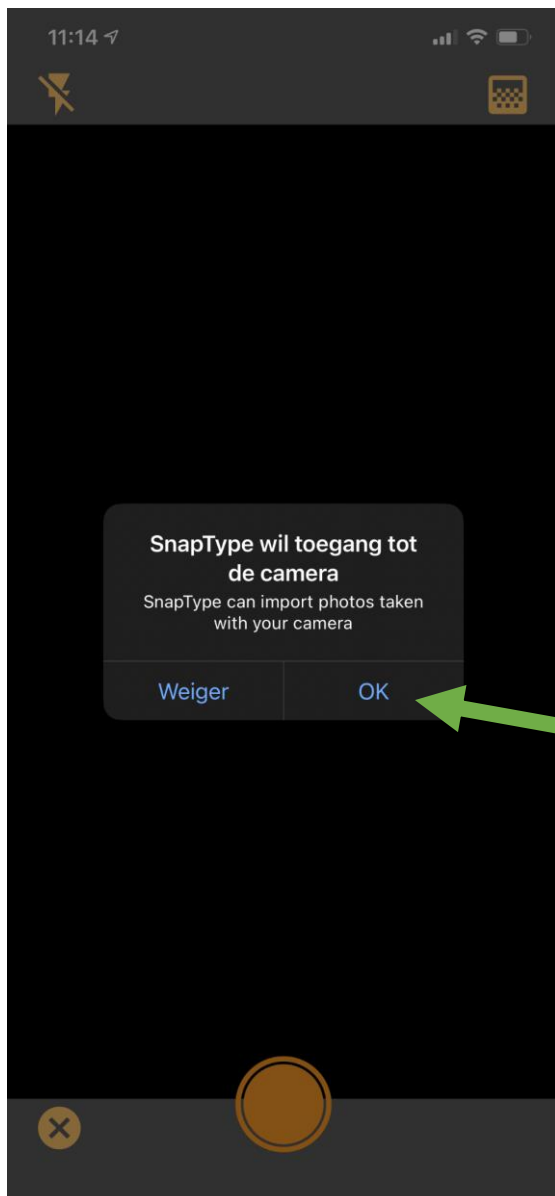 11:14
SnapType wil toegang tot
de camera
SnapType can import photos taken
with your camera
Weiger
OK